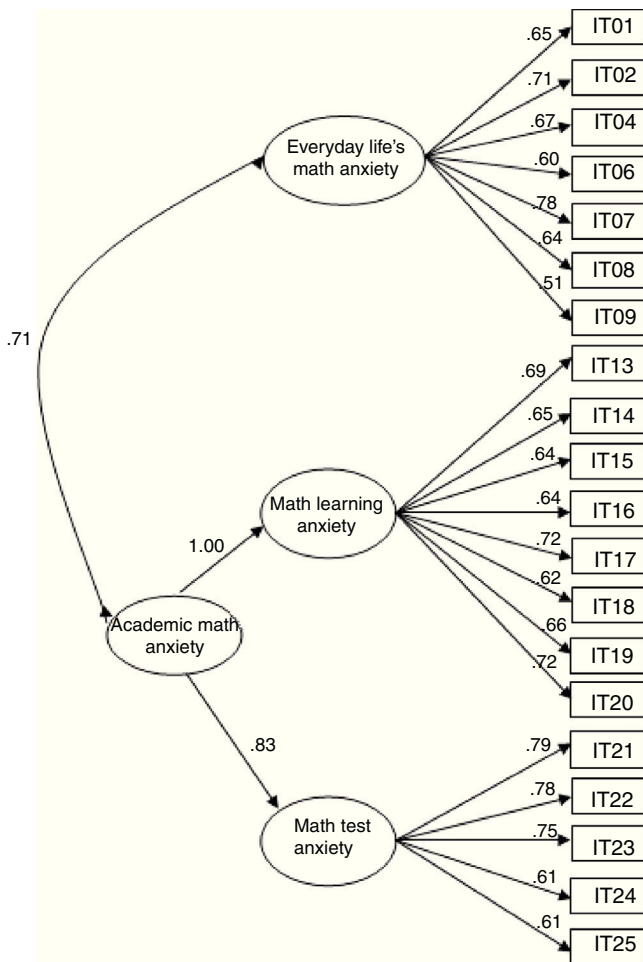 IT01
.65
IT02
.71
IT04
.67
Everyday life's
math anxiety
IT06
.60
IT07
.78
IT08
.64
.51
IT09
.71
IT13
.69
IT14
.65
IT15
.64
Math learning
anxiety
IT16
.64
IT17
.72
1.00
IT18
.62
Academic math
anxiety
.66
IT19
.72
IT20
IT21
.79
.83
IT22
.78
Math test
anxiety
IT23
.75
IT24
.61
.61
IT25